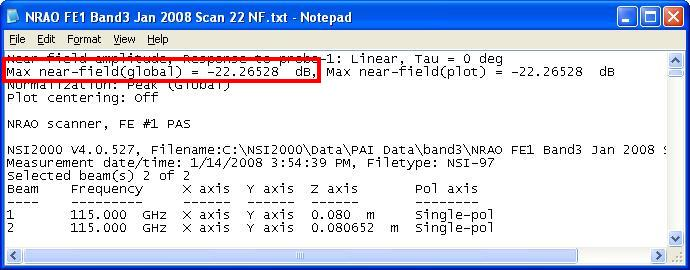 NRAO FE1 Band3 Jan 2008 Scan 22 NF.txt - Notepad
File Edit Format View Help
Near-field amplitude, Response to probe-1: Linear, Tau = 0 deg
Max near-field(global) = -22.26528 dB, Max near-field(plot) = -22.26528 dB
Normalization: Peak (Global)
Plot centering: Off
NRAO scanner, FE #1 PAS
NSI2000 V4.0.527, Filename:C:\NSI2000\Data\PAI Data\band3\NRAO FE1 Band3 Jan 2008 S
Measurement date/time: 1/14/2008 3:54:39 PM, Filetype: NSI-97
Selected beam(s) 2 of 2
Beam Frequency X axis Y axis Z axis Pol axis
---- --------- ------ ------ ------ --------
1 115.000 GHz 0.080 m Single-pol
2 115.000 GHz 0.080652 m Single-pol